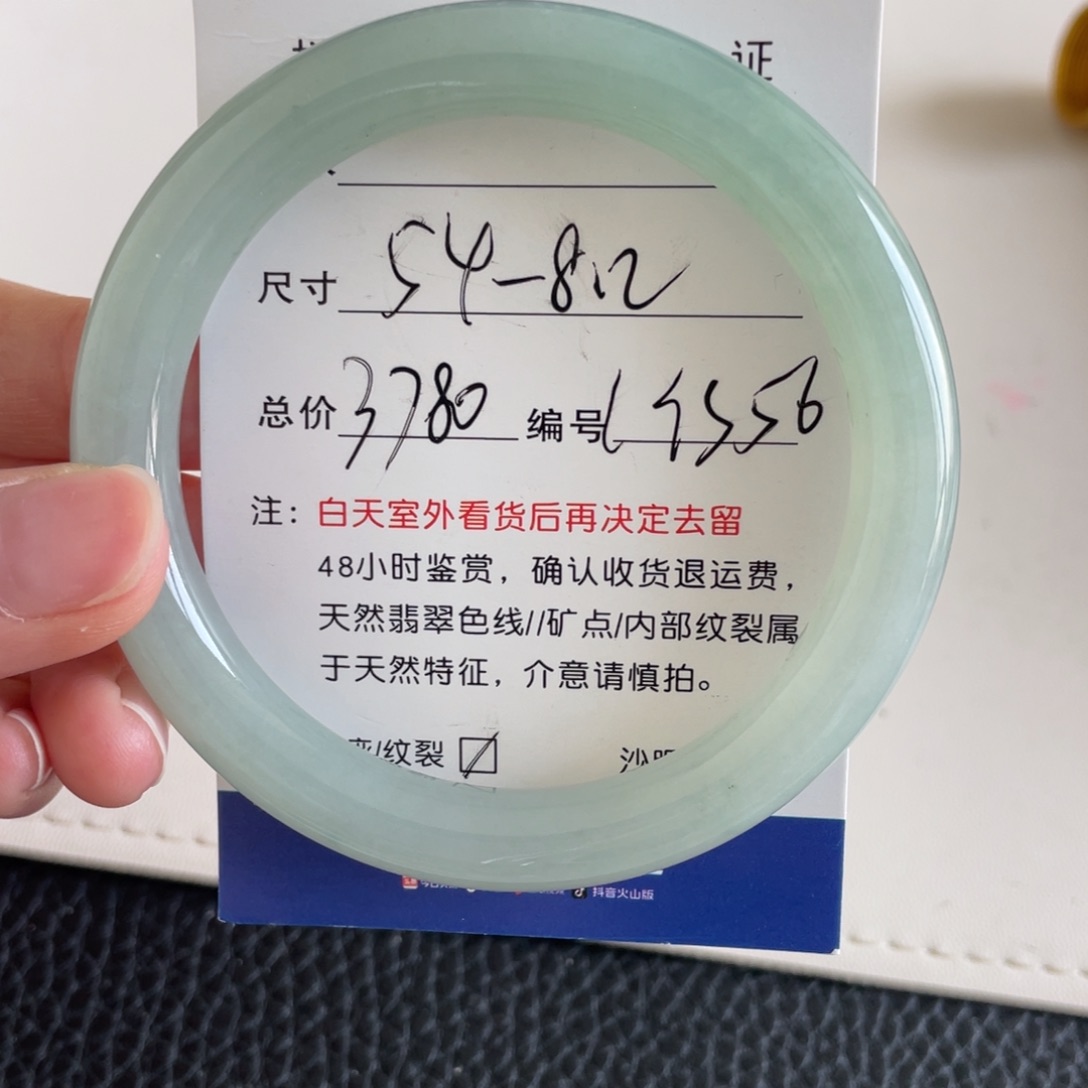 证
尺寸 54-8.12
总价 3780 编号 L45556
注：白天室外看货后再决定去留
48小时鉴赏，确认收货退运费，
天然翡翠色线//矿点/内部纹裂属
于天然特征，介意请慎拍。
/纹裂 ☑
抖音火山版